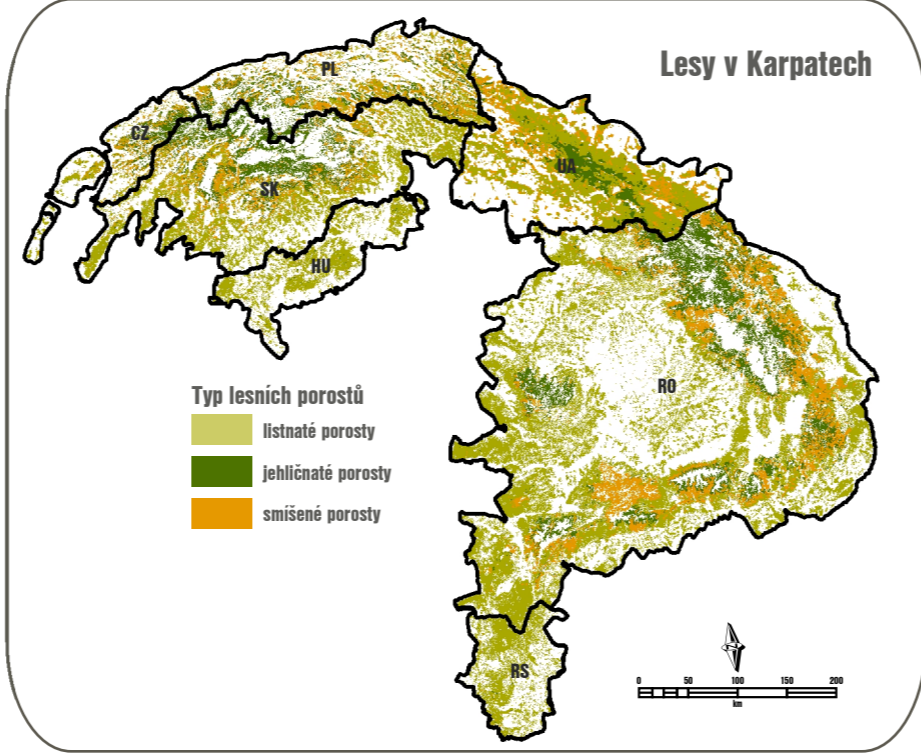 Lesy v Karpatech
PL
CZ
UA
SK
HU
RO
Typ lesních porostů
listnaté porosty
jehličnaté porosty
smíšené porosty
RS
0 50 100 150 200
km